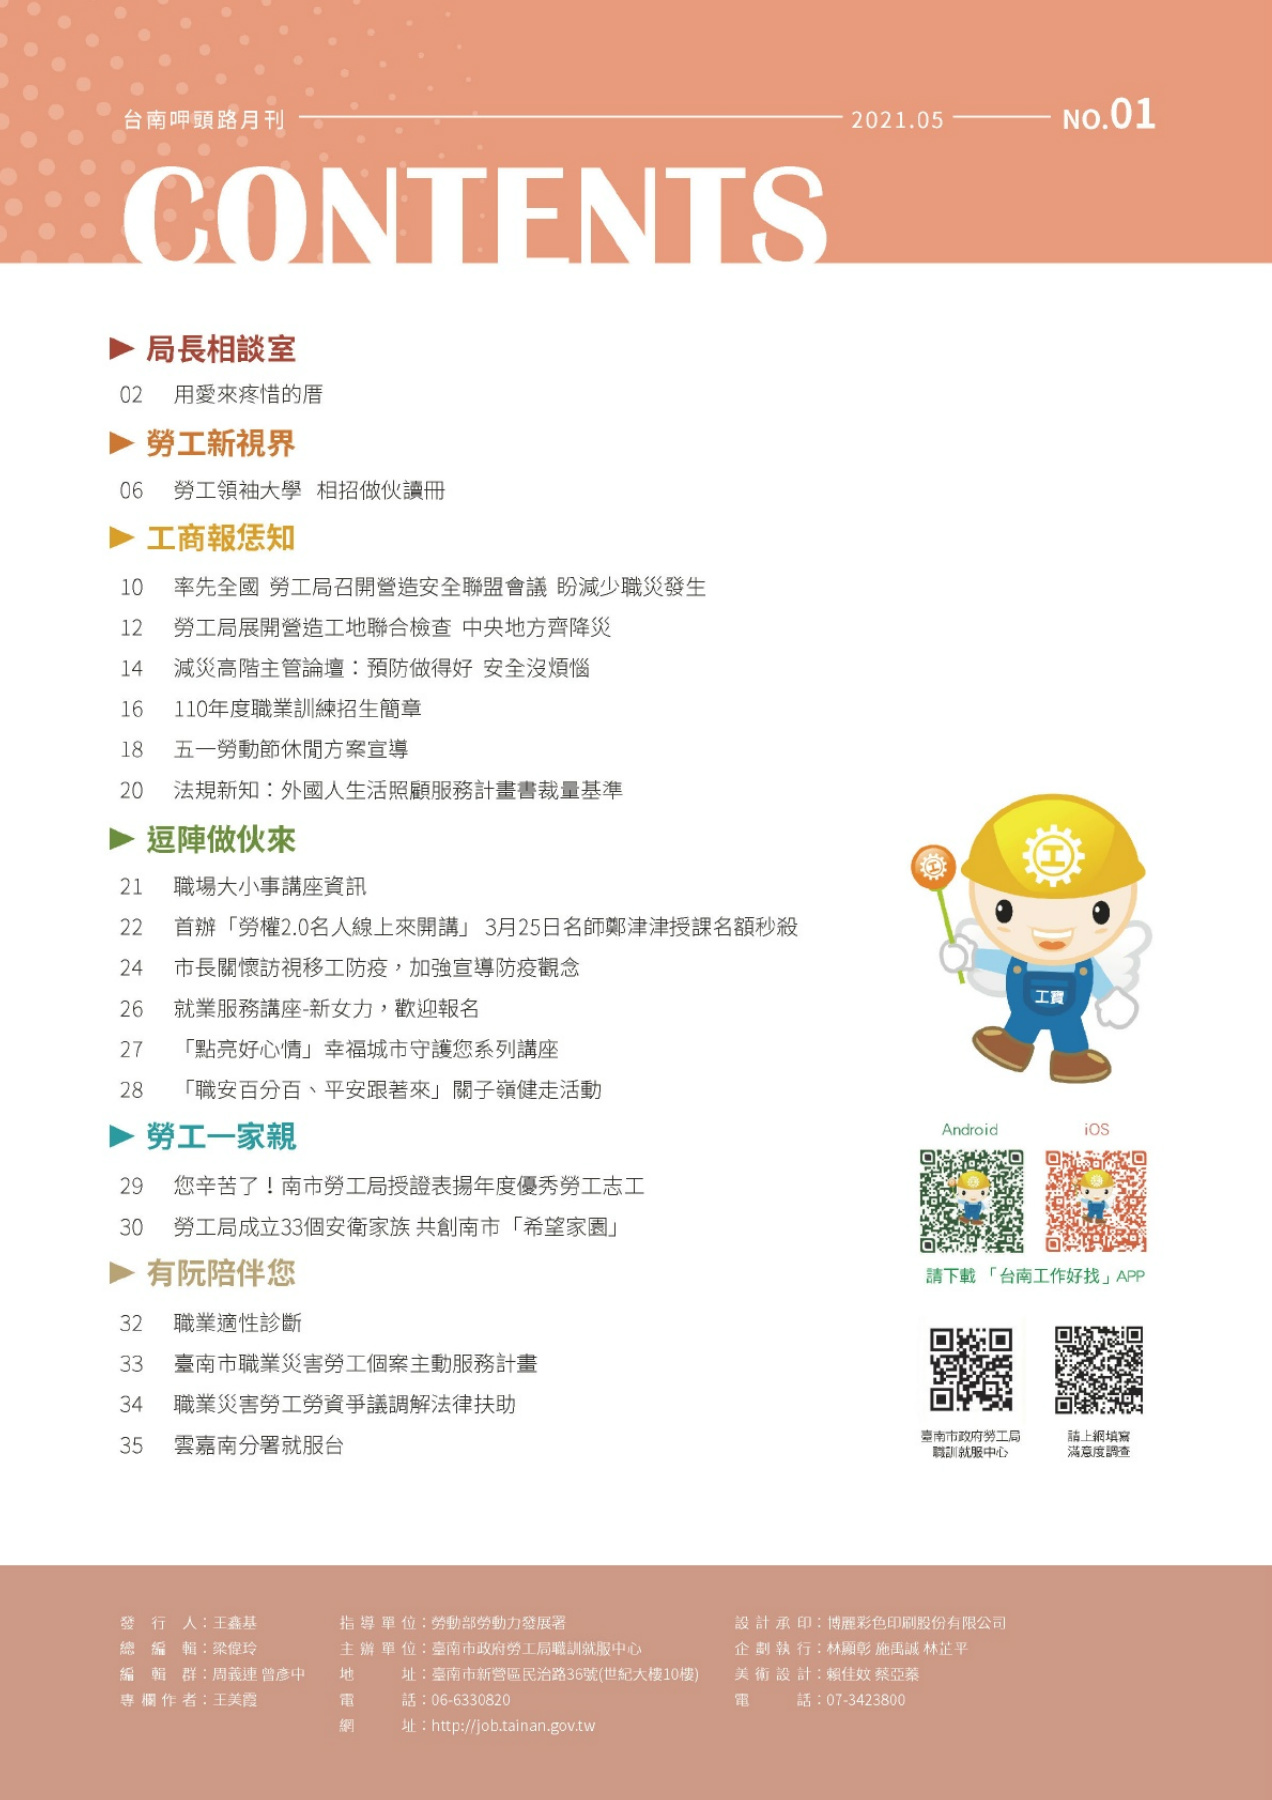 台南呷頭路月刊 2021.05 NO.01
CONTENTS
局長相談室
02 用愛來疼惜的厝
勞工新視界
06 勞工領袖大學 相招做伙讀冊
工商報恁知
10 率先全國 勞工局召開營造安全聯盟會議 盼減少職災發生
12 勞工局展開營造工地聯合檢查 中央地方齊降災
14 減災高階主管論壇：預防做得好 安全沒煩惱
16 110年度職業訓練招生簡章
18 五一勞動節休閒方案宣導
20 法規新知：外國人生活照顧服務計畫書裁量基準
逗陣做伙來
21 職場大小事講座資訊
22 首辦「勞權2.0名人線上來開講」 3月25日名師鄭津津授課名額秒殺
24 市長關懷訪視移工防疫，加強宣導防疫觀念
26 就業服務講座-新女力，歡迎報名
27 「點亮好心情」幸福城市守護您系列講座
28 「職安百分百、平安跟著來」關子嶺健走活動
勞工一家親
29 您辛苦了！南市勞工局授證表揚年度優秀勞工志工
30 勞工局成立33個安衛家族 共創南市「希望家園」
有阮陪伴您
32 職業適性診斷
33 臺南市職業災害勞工個案主動服務計畫
34 職業災害勞工勞資爭議調解法律扶助
35 雲嘉南分署就服台
工
工
工寶
Android iOS
請下載 「台南工作好找」APP
臺南市政府勞工局
職訓就服中心
請上網填寫
滿意度調查
發行人：王鑫基
總編輯：梁偉玲
編輯群：周義連 曾彥中
專欄作者：王美霞
指導單位：勞動部勞動力發展署
主辦單位：臺南市政府勞工局職訓就服中心
地址：臺南市新營區民治路36號(世紀大樓10樓)
電話：06-6330820
網址：http://job.tainan.gov.tw
設計承印：博麗彩色印刷股份有限公司
企劃執行：林顯彰 施禹誠 林芷平
美術設計：賴佳妏 蔡亞蓁
電話：07-3423800